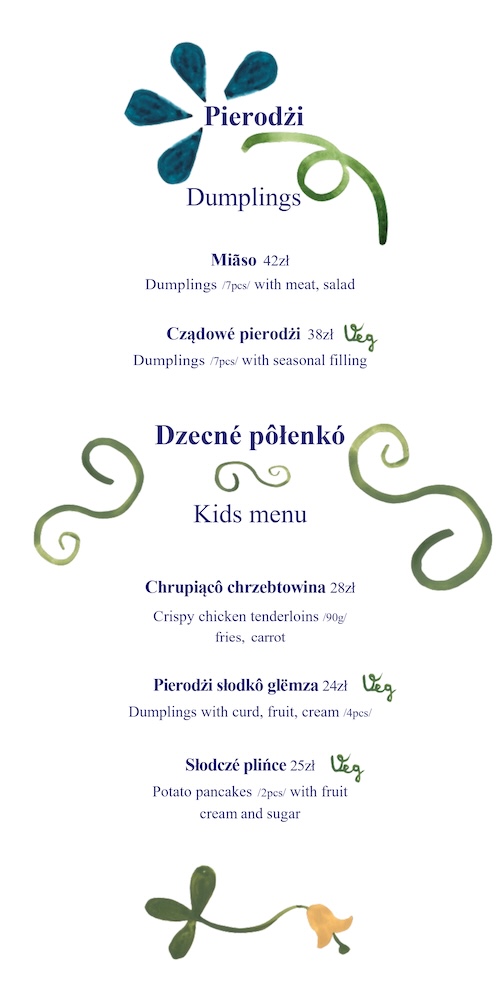 Pierodżi
Dumplings
Miãso 42zł
Dumplings /7pcs/ with meat, salad
Cządowé pierodżi 38zł Veg
Dumplings /7pcs/ with seasonal filling
Dzecné pôłenkó
Kids menu
Chrupiącô chrzebtowina 28zł
Crispy chicken tenderloins /90g/
fries, carrot
Pierodżi słodkô glëmza 24zł Veg
Dumplings with curd, fruit, cream /4pcs/
Słodczé plińce 25zł Veg
Potato pancakes /2pcs/ with fruit
cream and sugar